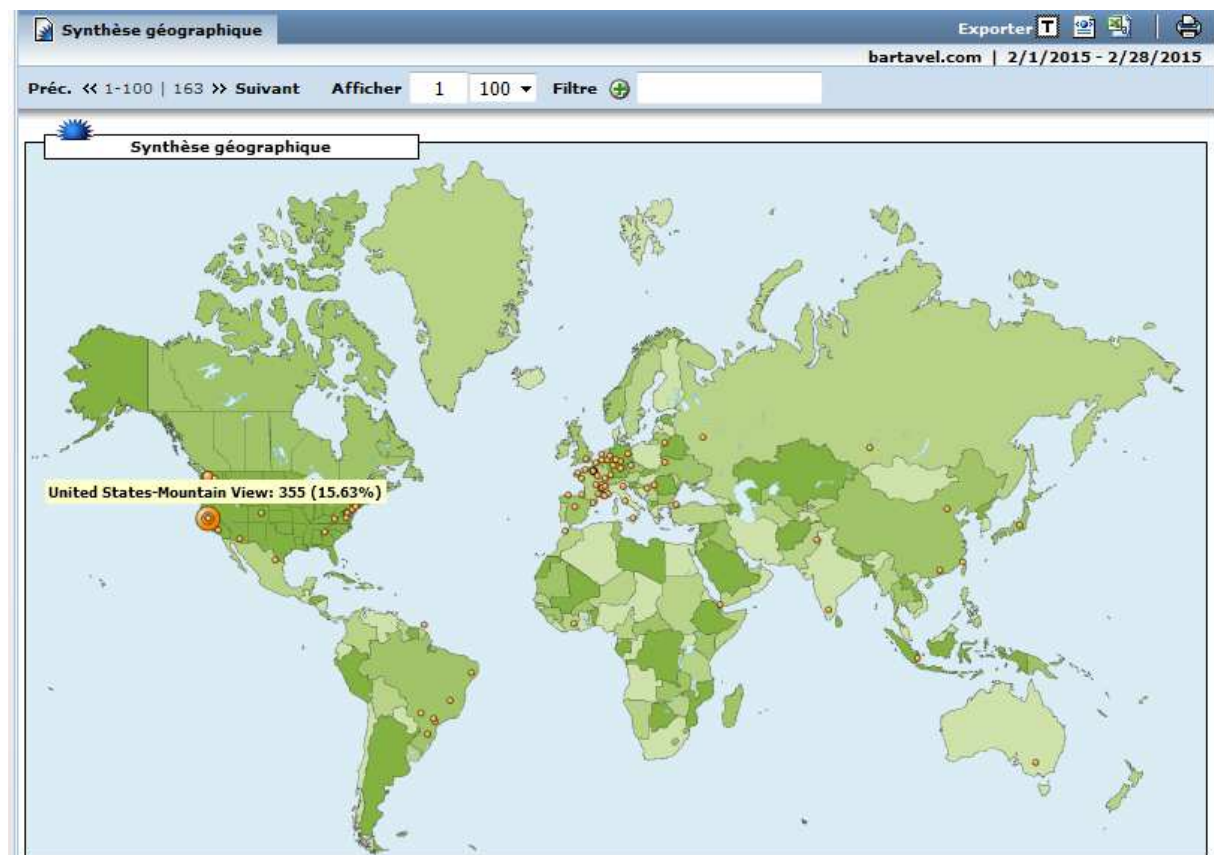 Synthèse géographique
Exporter T
bartavel.com | 2/1/2015 - 2/28/2015
Préc. << 1-100 | 163 >> Suivant Afficher 1 100 Filtre
Synthèse géographique
United States-Mountain View: 355 (15.63%)